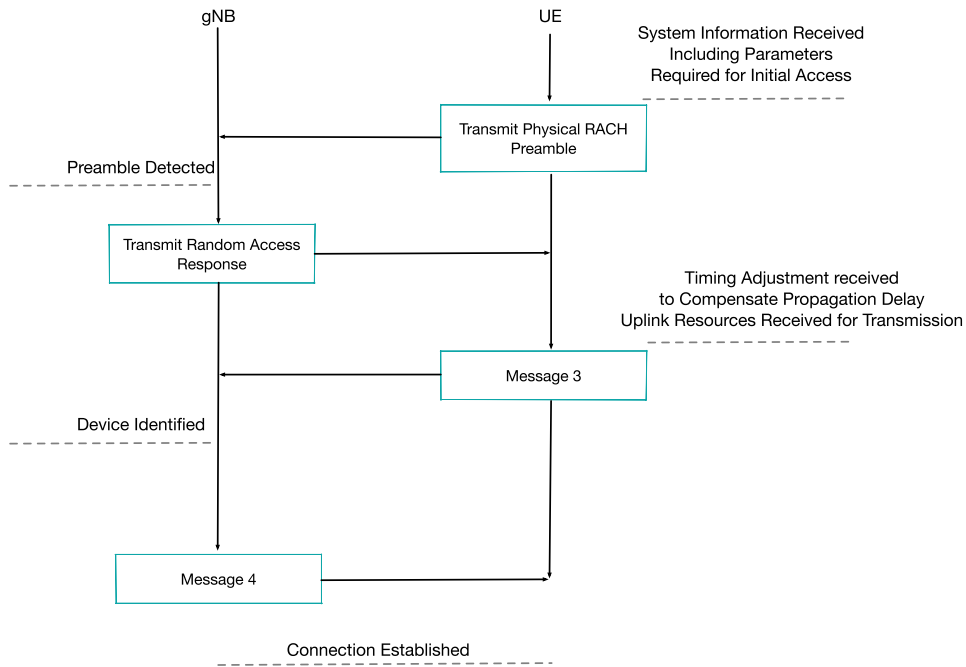 gNB
UE
System Information Received
Including Parameters
Required for Initial Access
Transmit Physical RACH
Preamble
Preamble Detected
Transmit Random Access
Response
Timing Adjustment received
to Compensate Propagation Delay
Uplink Resources Received for Transmission
Message 3
Device Identified
Message 4
Connection Established